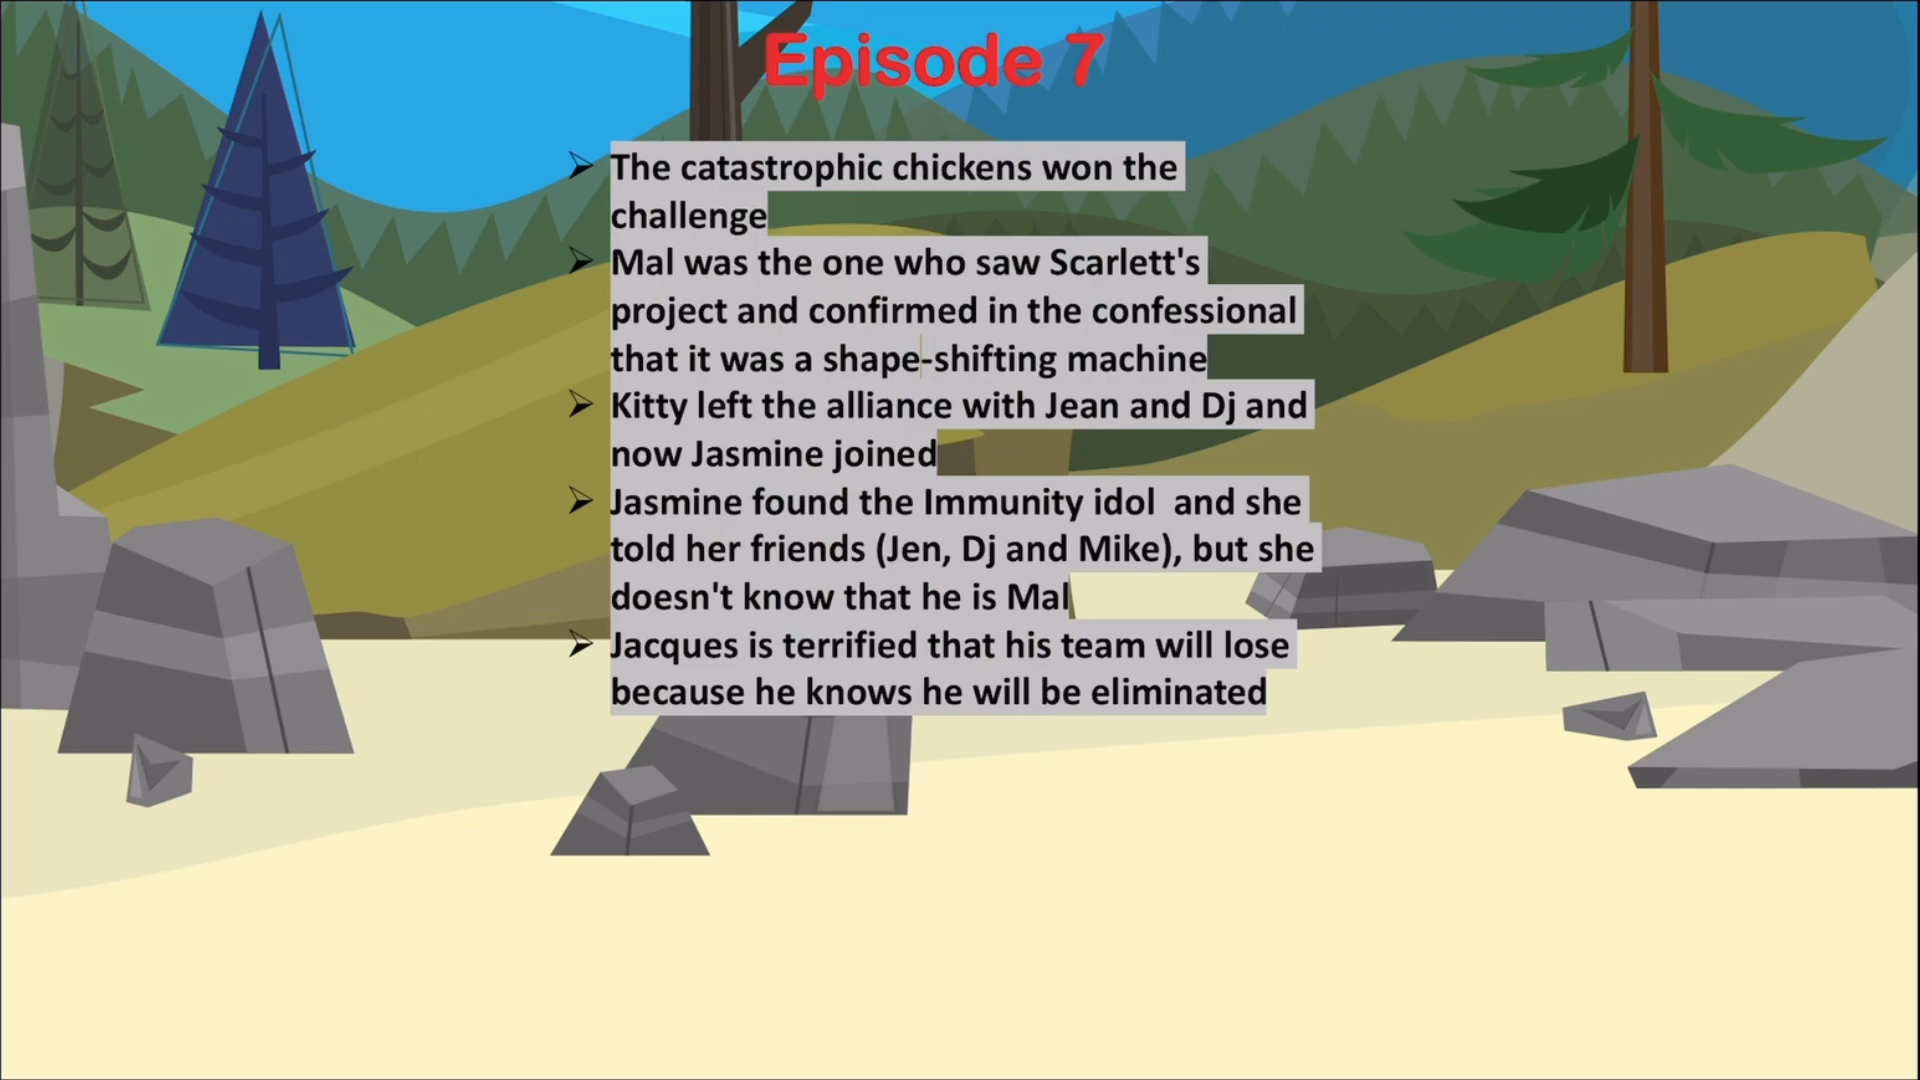 Episode 7
➢ The catastrophic chickens won the
challenge
➢ Mal was the one who saw Scarlett's
project and confirmed in the confessional
that it was a shape-shifting machine
➢ Kitty left the alliance with Jean and Dj and
now Jasmine joined
➢ Jasmine found the Immunity idol  and she
told her friends (Jen, Dj and Mike), but she
doesn't know that he is Mal
➢ Jacques is terrified that his team will lose
because he knows he will be eliminated